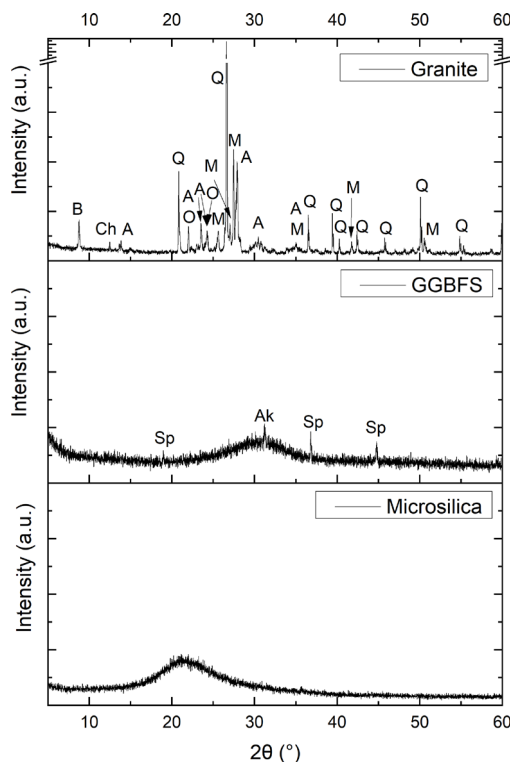 10 20 30 40 50 60
Intensity (a.u.)
Granite
Q
M
M A
Q
A A O
B Ch A O M
A
A
M
Q
Q
Q
M
Q
Q
Q
M
Q
Intensity (a.u.)
GGBFS
Sp
Ak
Sp
Sp
Intensity (a.u.)
Microsilica
10 20 30 40 50 60
2θ (°)